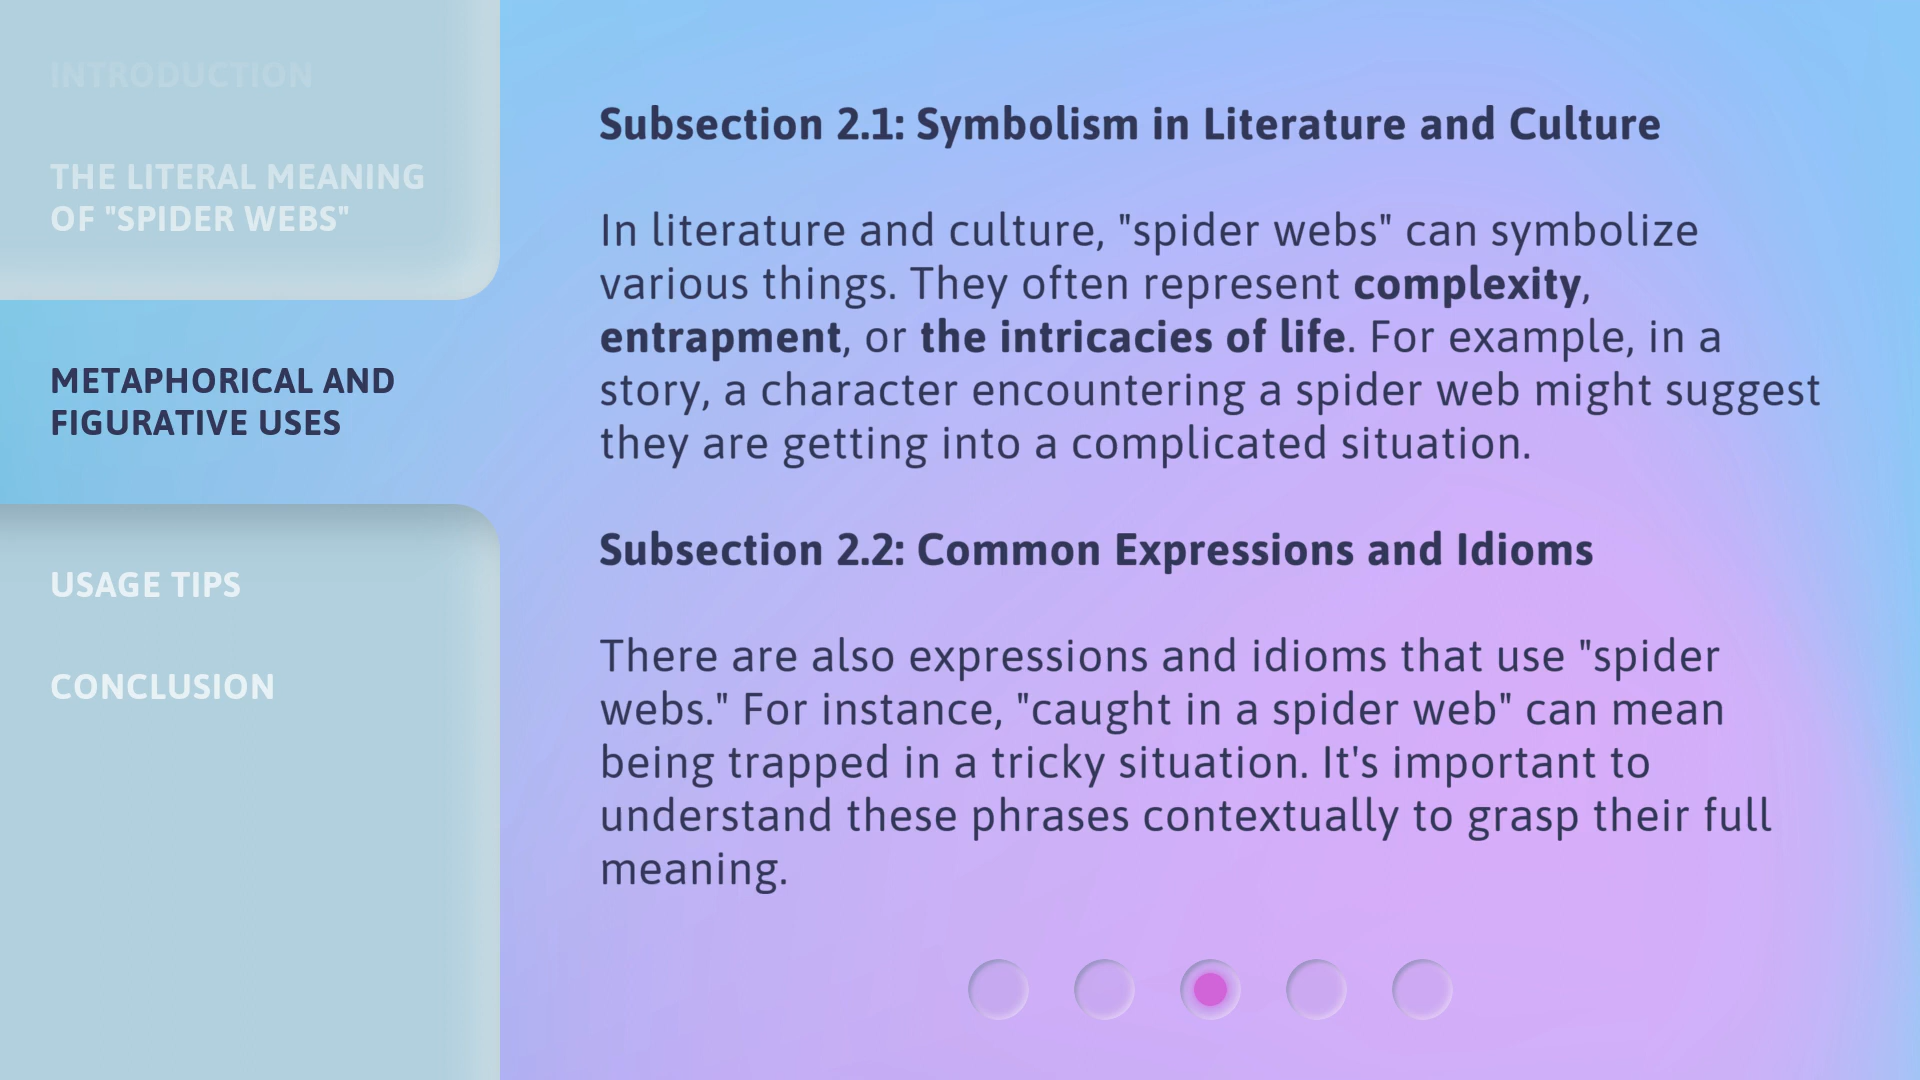 INTRODUCTION
THE LITERAL MEANING
OF "SPIDER WEBS"
METAPHORICAL AND
FIGURATIVE USES
USAGE TIPS
CONCLUSION
Subsection 2.1: Symbolism in Literature and Culture
In literature and culture, "spider webs" can symbolize
various things. They often represent complexity,
entrapment, or the intricacies of life. For example, in a
story, a character encountering a spider web might suggest
they are getting into a complicated situation.
Subsection 2.2: Common Expressions and Idioms
There are also expressions and idioms that use "spider
webs." For instance, "caught in a spider web" can mean
being trapped in a tricky situation. It's important to
understand these phrases contextually to grasp their full
meaning.